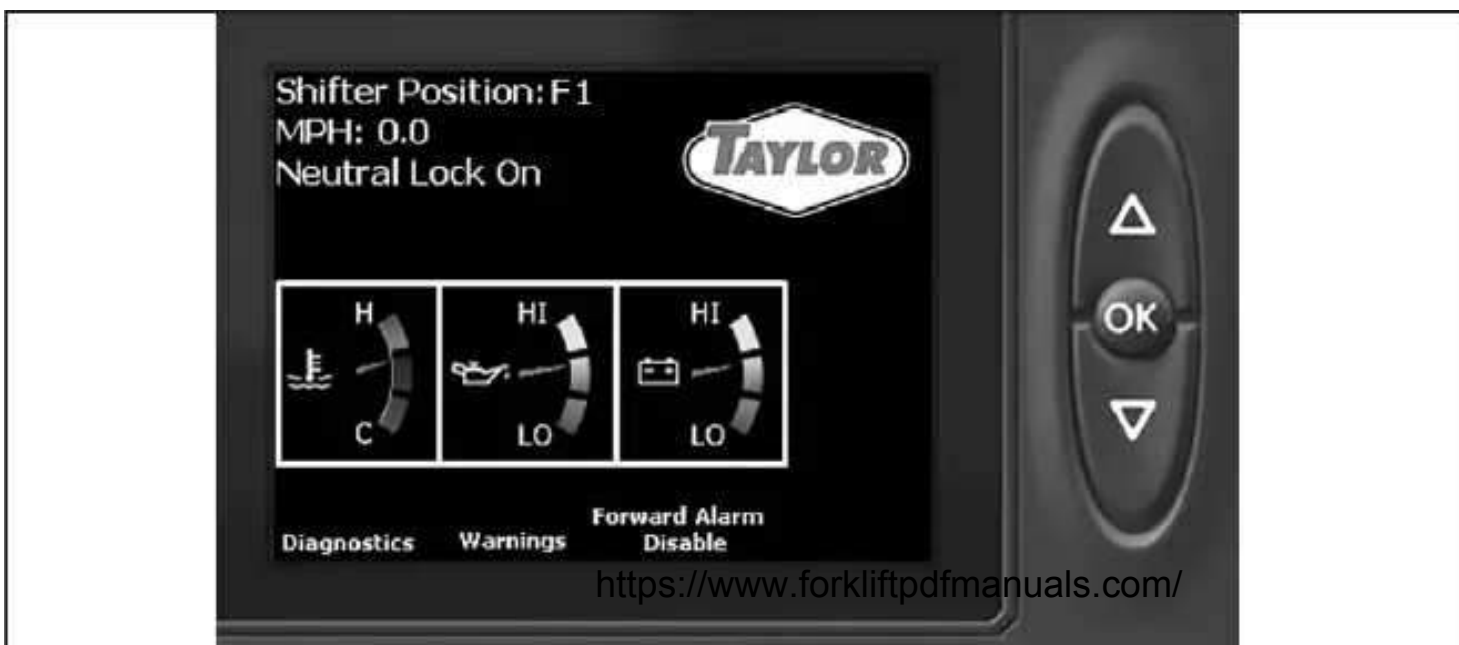 Shifter Position: F1
MPH: 0.0
Neutral Lock On
TAYLOR
H
C
HI
LO
HI
LO
OK
Diagnostics
Warnings
Forward Alarm
Disable
https://www.forkliftpdfmanuals.com/